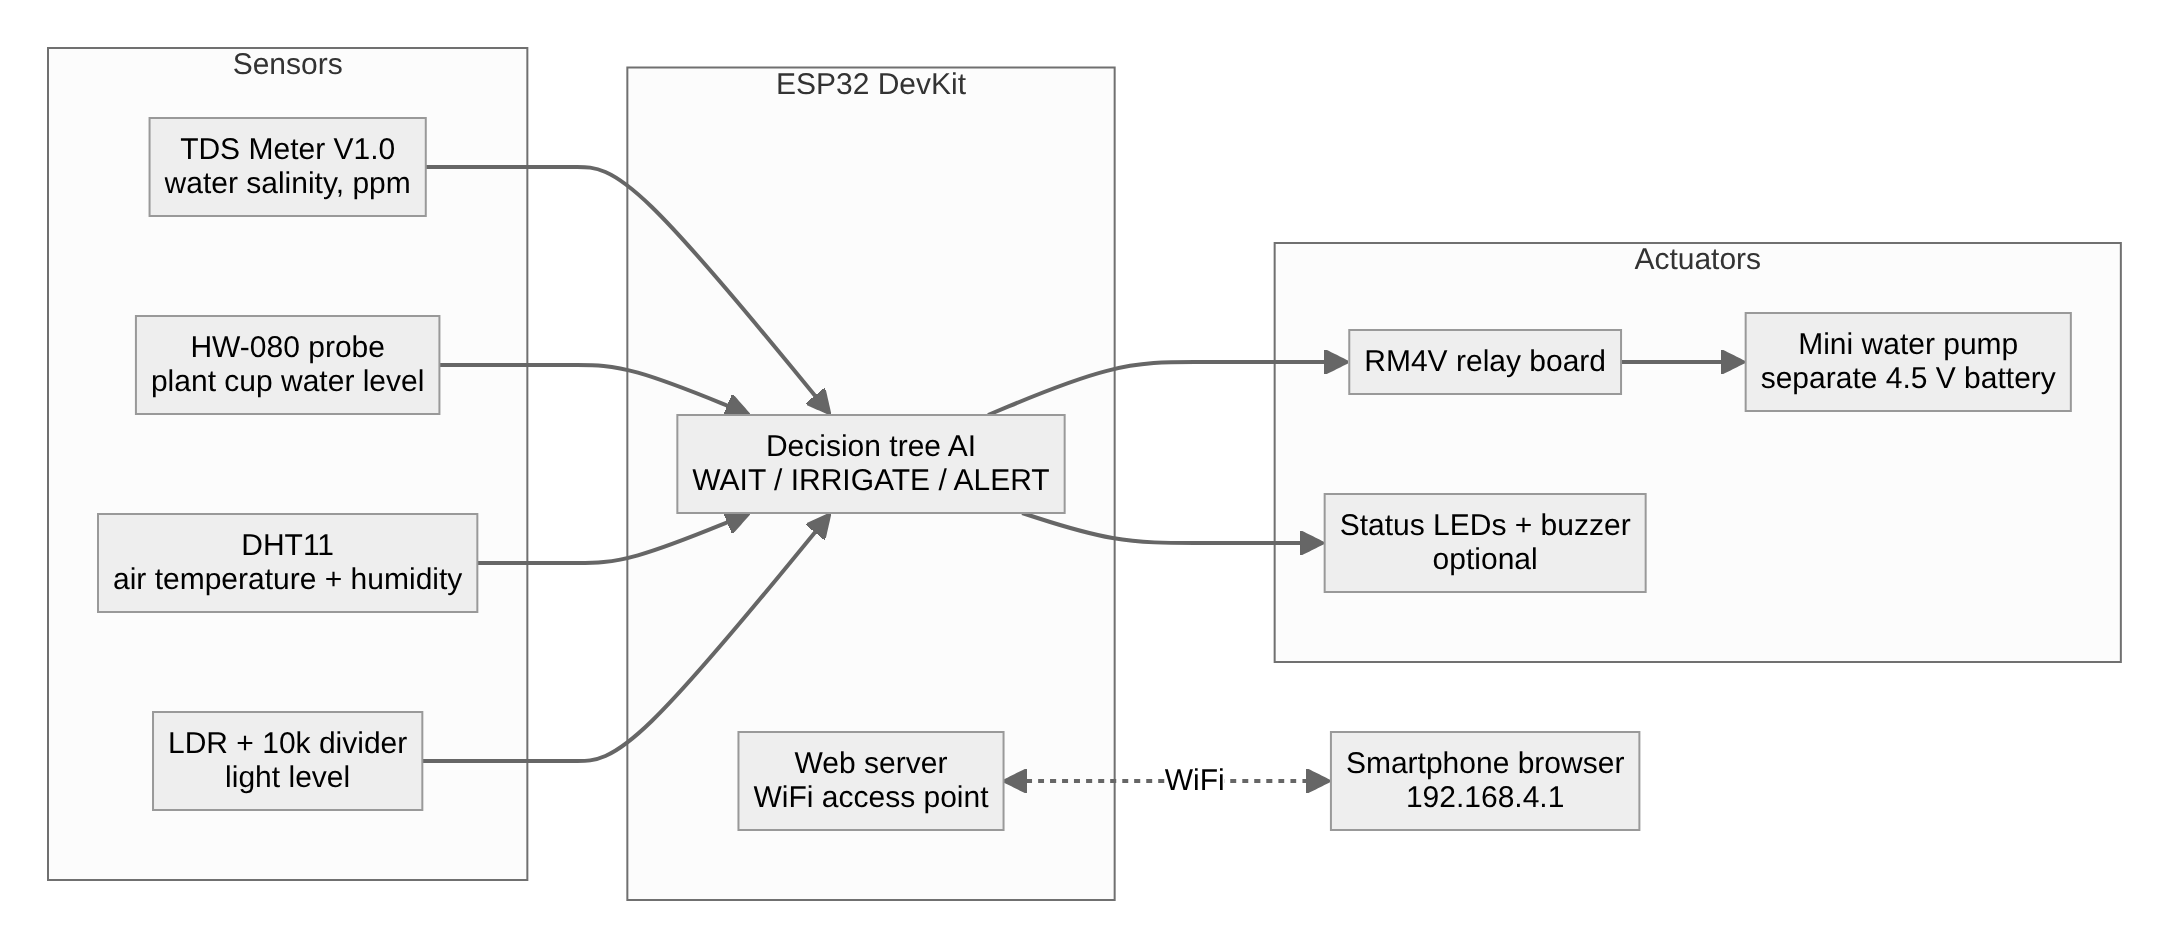 Sensors
TDS Meter V1.0
water salinity, ppm
HW-080 probe
plant cup water level
DHT11
air temperature + humidity
LDR + 10k divider
light level
ESP32 DevKit
Decision tree AI
WAIT / IRRIGATE / ALERT
Web server
WiFi access point
WiFi
Actuators
RM4V relay board
Mini water pump
separate 4.5 V battery
Status LEDs + buzzer
optional
Smartphone browser
192.168.4.1